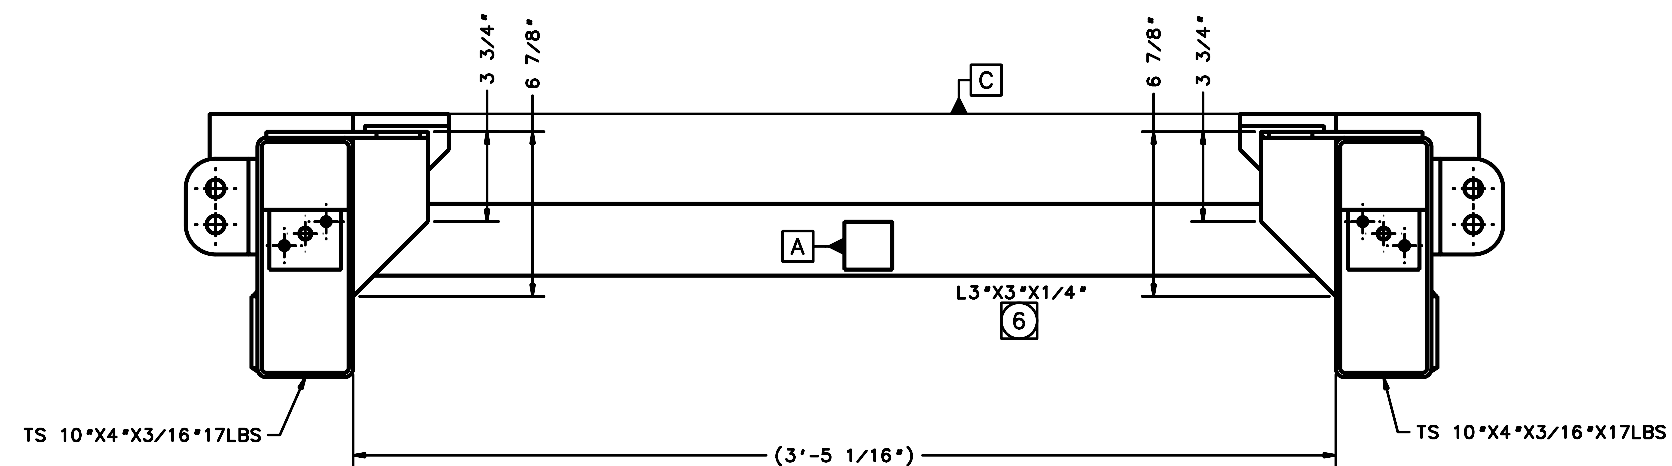 3 3/4"
6 7/8"
6 7/8"
3 3/4"
C
A
L3"X3"X1/4"
6
TS 10"X4"X3/16"17LBS
TS 10"X4"X3/16"X17LBS
(3'-5 1/16")